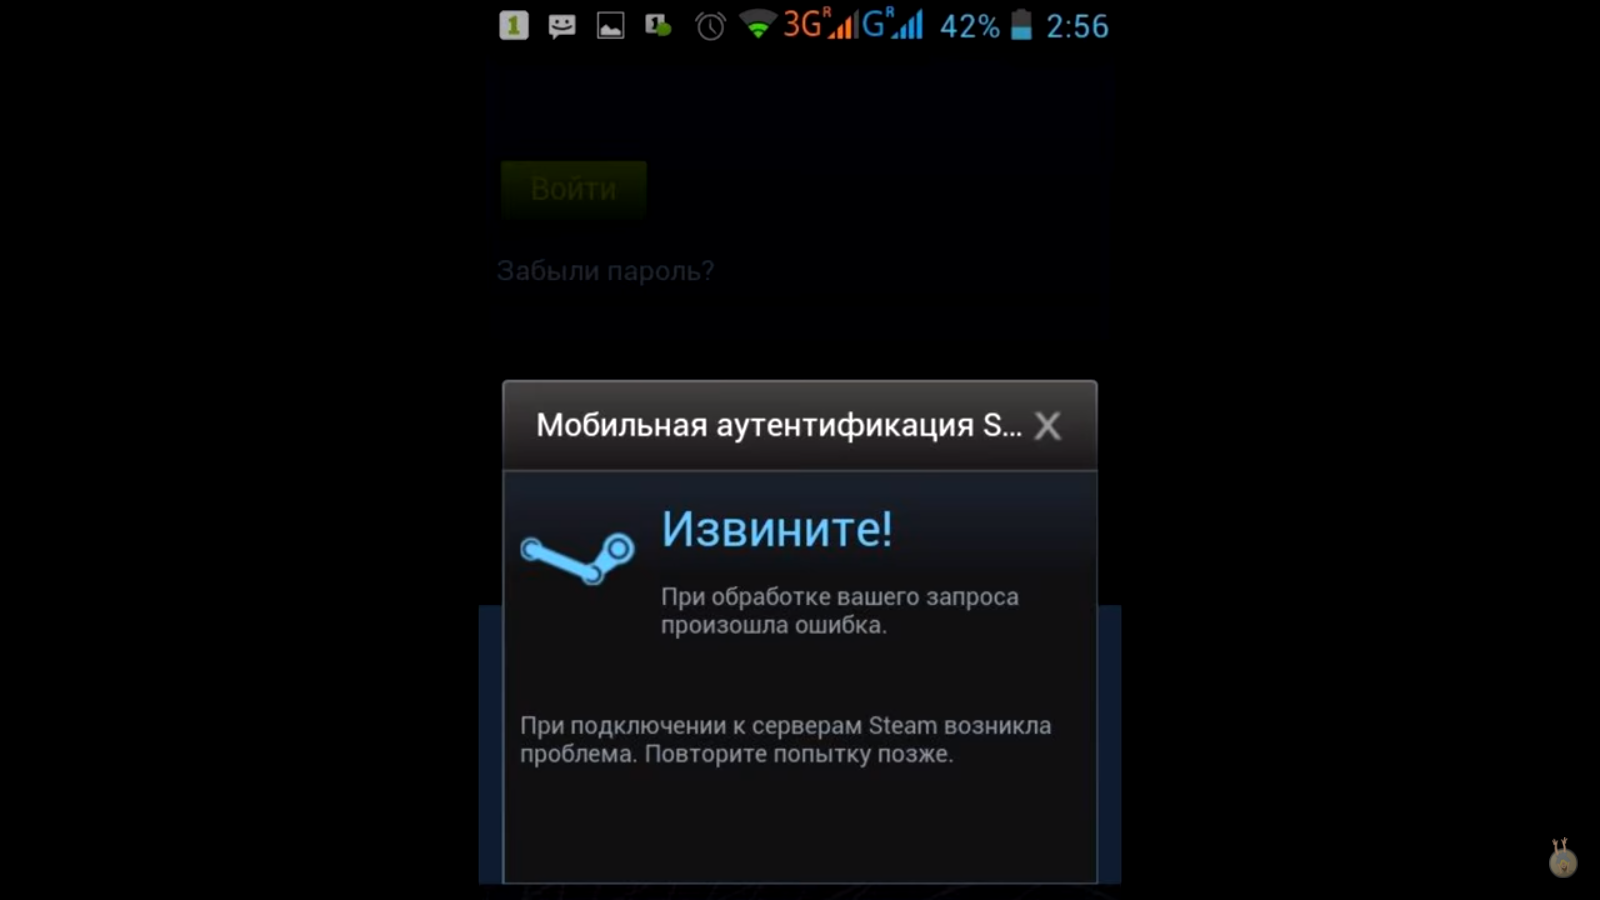 1 1 3G R G R 42% 2:56
Войти
Забыли пароль?
Мобильная аутентификация S... X
Извините!
При обработке вашего запроса
произошла ошибка.
При подключении к серверам Steam возникла
проблема. Повторите попытку позже.